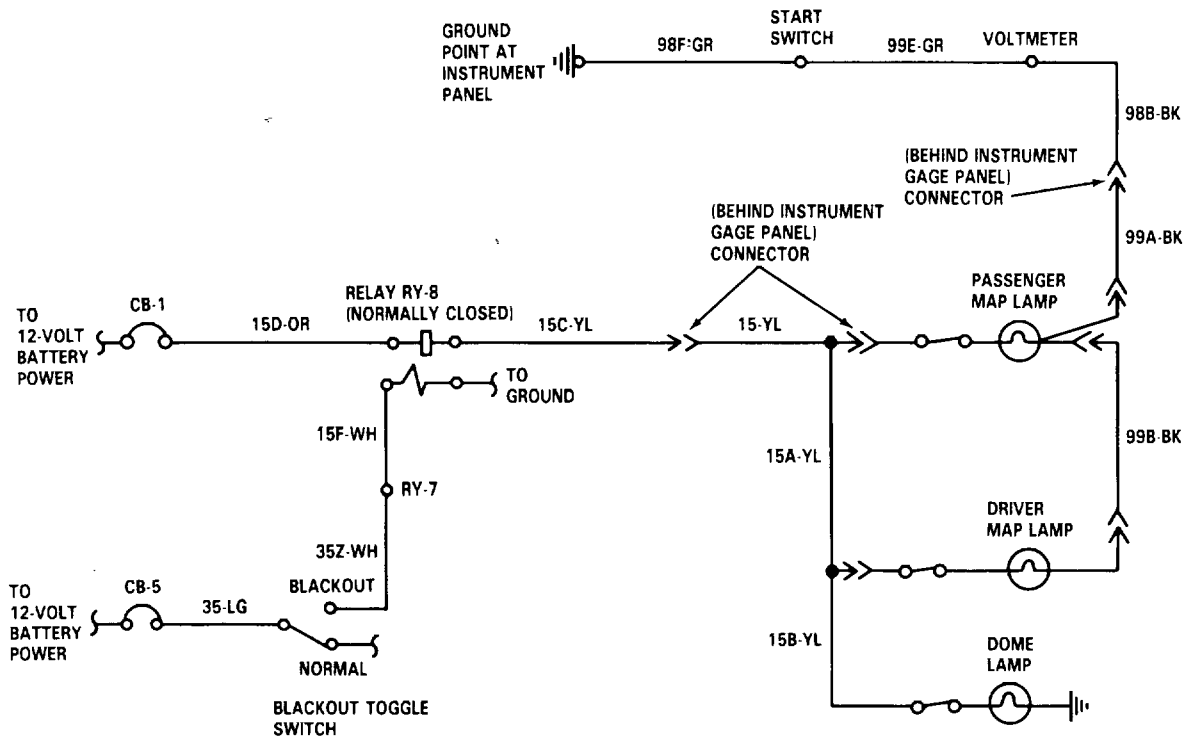 GROUND
POINT AT
INSTRUMENT
PANEL
98F-GR
START
SWITCH
99E-GR
VOLTMETER
98B-BK
(BEHIND INSTRUMENT
GAGE PANEL)
CONNECTOR
99A-BK
(BEHIND INSTRUMENT
GAGE PANEL)
CONNECTOR
PASSENGER
MAP LAMP
TO
12-VOLT
BATTERY
POWER
CB-1
15D-OR
RELAY RY-8
(NORMALLY CLOSED)
15C-YL
15-YL
TO
GROUND
15F-WH
RY-7
35Z-WH
15A-YL
99B-BK
DRIVER
MAP LAMP
TO
12-VOLT
BATTERY
POWER
CB-5
35-LG
BLACKOUT
NORMAL
BLACKOUT TOGGLE
SWITCH
15B-YL
DOME
LAMP